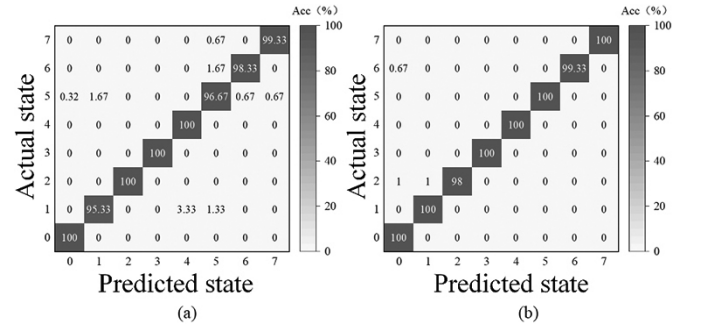 Acc（%）
7 0 0 0 0 0 0.67 0 99.33 100
6 0 0 0 0 0 1.67 98.33 0 80
5 0.32 1.67 0 0 0 96.67 0.67 0.67
4 0 0 0 0 100 0 0 0 60
3 0 0 0 100 0 0 0 0 40
2 0 0 100 0 0 0 0 0
1 0 95.33 0 0 3.33 1.33 0 0 20
0 100 0 0 0 0 0 0 0 0
0 1 2 3 4 5 6 7
Actual state
Predicted state
(a)
Acc（%）
7 0 0 0 0 0 0 0 100 100
6 0.67 0 0 0 0 0 99.33 0 80
5 0 0 0 0 0 100 0 0
4 0 0 0 0 100 0 0 0 60
3 0 0 0 100 0 0 0 0 40
2 1 1 98 0 0 0 0 0
1 0 100 0 0 0 0 0 0 20
0 100 0 0 0 0 0 0 0 0
0 1 2 3 4 5 6 7
Actual state
Predicted state
(b)